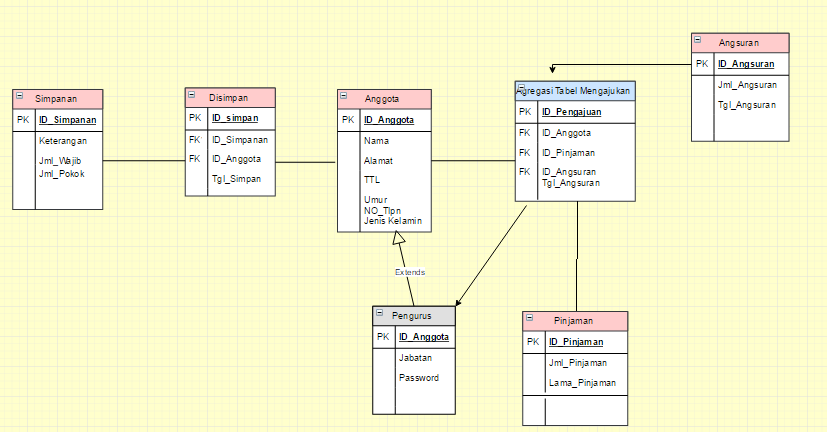 Simpanan
PK ID_Simpanan
Keterangan
Jml_Wajib
Jml_Pokok
Disimpan
PK ID_simpan
FK ID_Simpanan
FK ID_Anggota
Tgl_Simpan
Anggota
PK ID_Anggota
Nama
Alamat
TTL
Umur
NO_Tlpn
Jenis Kelamin
Agregasi Tabel Mengajukan
PK ID_Pengajuan
FK ID_Anggota
FK ID_Pinjaman
FK ID_Angsuran
Tgl_Angsuran
Angsuran
PK ID_Angsuran
Jml_Angsuran
Tgl_Angsuran
Extends
Pengurus
PK ID_Anggota
Jabatan
Password
Pinjaman
PK ID_Pinjaman
Jml_Pinjaman
Lama_Pinjaman